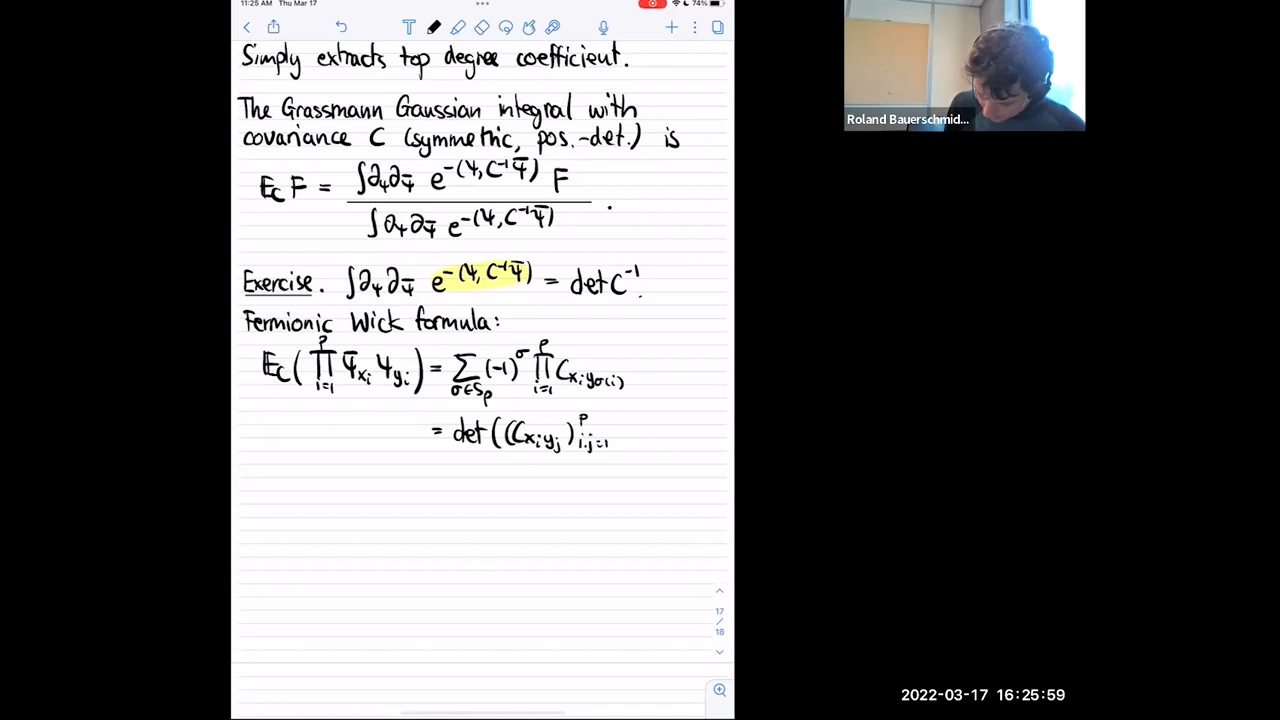 11:25 AM Thu Mar 17
74%
Simply extracts top degree coefficient.
The Grassmann Gaussian integral with
covariance C (symmetric, pos.-det.) is
E_C F = ∫∂_ψ ∂_ψ̄ e^{-(ψ, C^{-1}ψ̄)} F / ∫∂_ψ ∂_ψ̄ e^{-(ψ, C^{-1}ψ̄)} .
Exercise. ∫∂_ψ ∂_ψ̄ e^{-(ψ, C^{-1}ψ̄)} = det C^{-1}.
Fermionic Wick formula:
E_C( ∏_{i=1}^p ψ̄_{x_i} ψ_{y_i} ) = ∑_{σ∈S_p} (-1)^σ ∏_{i=1}^p C_{x_i y_{σ(i)}}
= det ((C_{x_i y_j})_{i,j=1}^p
17
/
18
Roland Bauerschmid...
2022-03-17 16:25:59